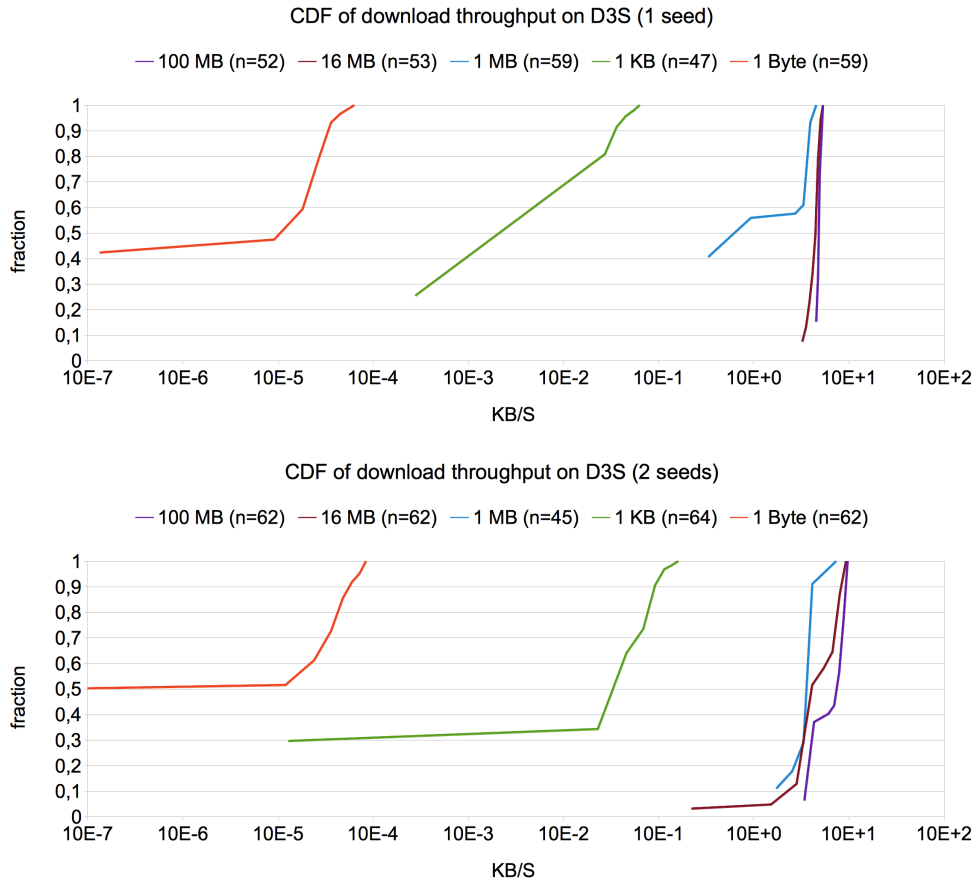 CDF of download throughput on D3S (1 seed)
100 MB (n=52) 16 MB (n=53) 1 MB (n=59) 1 KB (n=47) 1 Byte (n=59)
1
0,9
0,8
0,7
0,6
0,5
0,4
0,3
0,2
0,1
0
fraction
10E-7 10E-6 10E-5 10E-4 10E-3 10E-2 10E-1 10E+0 10E+1 10E+2
KB/S
CDF of download throughput on D3S (2 seeds)
100 MB (n=62) 16 MB (n=62) 1 MB (n=45) 1 KB (n=64) 1 Byte (n=62)
1
0,9
0,8
0,7
0,6
0,5
0,4
0,3
0,2
0,1
0
fraction
10E-7 10E-6 10E-5 10E-4 10E-3 10E-2 10E-1 10E+0 10E+1 10E+2
KB/S